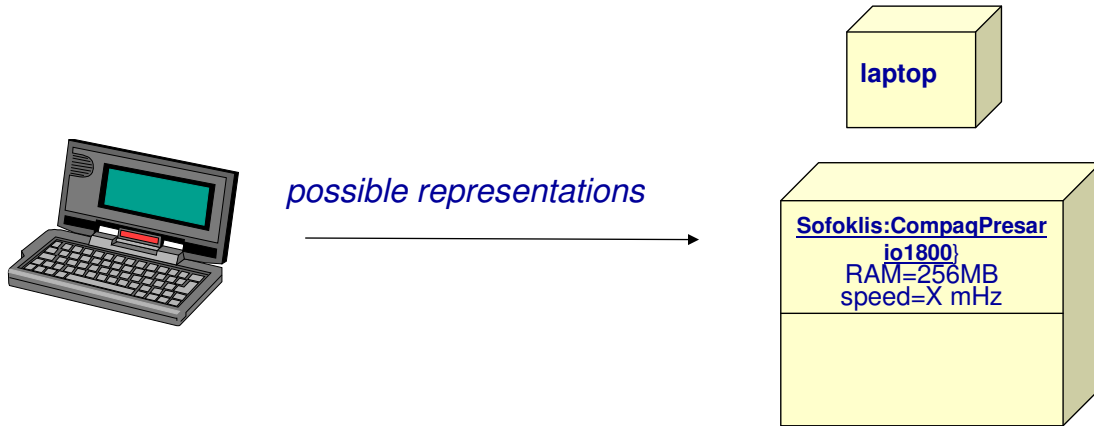 laptop
possible representations
Sofoklis:CompaqPresar
io1800}
RAM=256MB
speed=X mHz